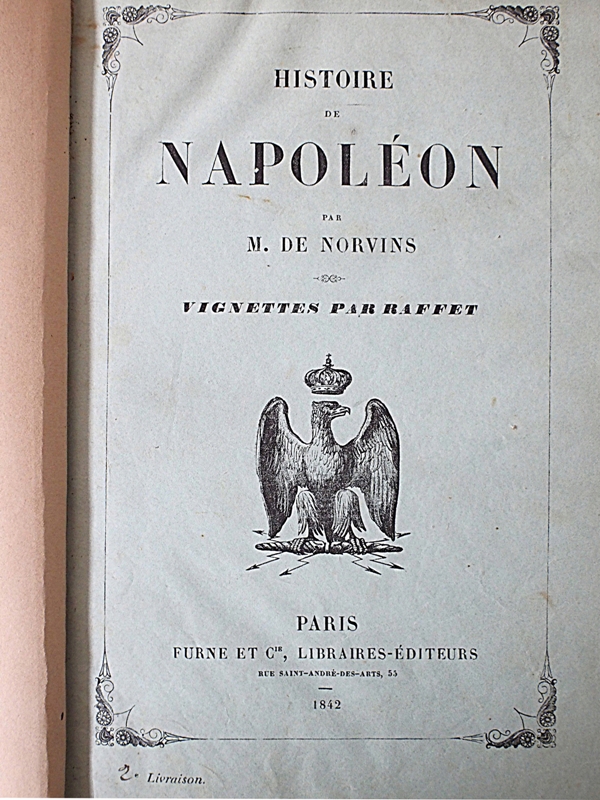 HISTOIRE
DE
NAPOLÉON
PAR
M. DE NORVINS
VIGNETTES PAR RAFFET
PARIS
FURNE ET Cie, LIBRAIRES-ÉDITEURS
RUE SAINT-ANDRÉ-DES-ARTS, 55
1842
2e Livraison.